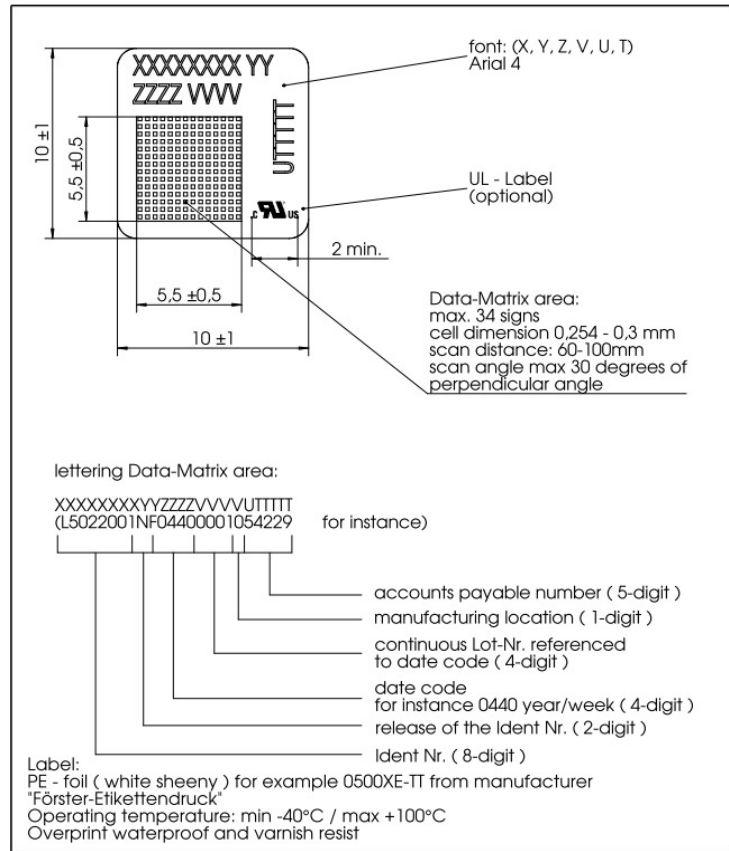 XXXXXXXX YY
ZZZZ VVVV
UTTTTT
font: (X, Y, Z, V, U, T)
Arial 4
10 ±1
5,5 ±0,5
UL - Label
(optional)
c RU US
2 min.
5,5 ±0,5
10 ±1
Data-Matrix area:
max. 34 signs
cell dimension 0,254 - 0,3 mm
scan distance: 60-100mm
scan angle max 30 degrees of
perpendicular angle
lettering Data-Matrix area:
XXXXXXXXYYZZZZVVVVUTTTTT
(L5022001NF04400001054229 for instance)
accounts payable number ( 5-digit )
manufacturing location ( 1-digit )
continuous Lot-Nr. referenced
to date code ( 4-digit )
date code
for instance 0440 year/week ( 4-digit )
release of the Ident Nr. ( 2-digit )
Ident Nr. ( 8-digit )
Label:
PE - foil ( white sheeny ) for example 0500XE-TT from manufacturer
"Förster-Etikettendruck"
Operating temperature: min -40°C / max +100°C
Overprint waterproof and varnish resist